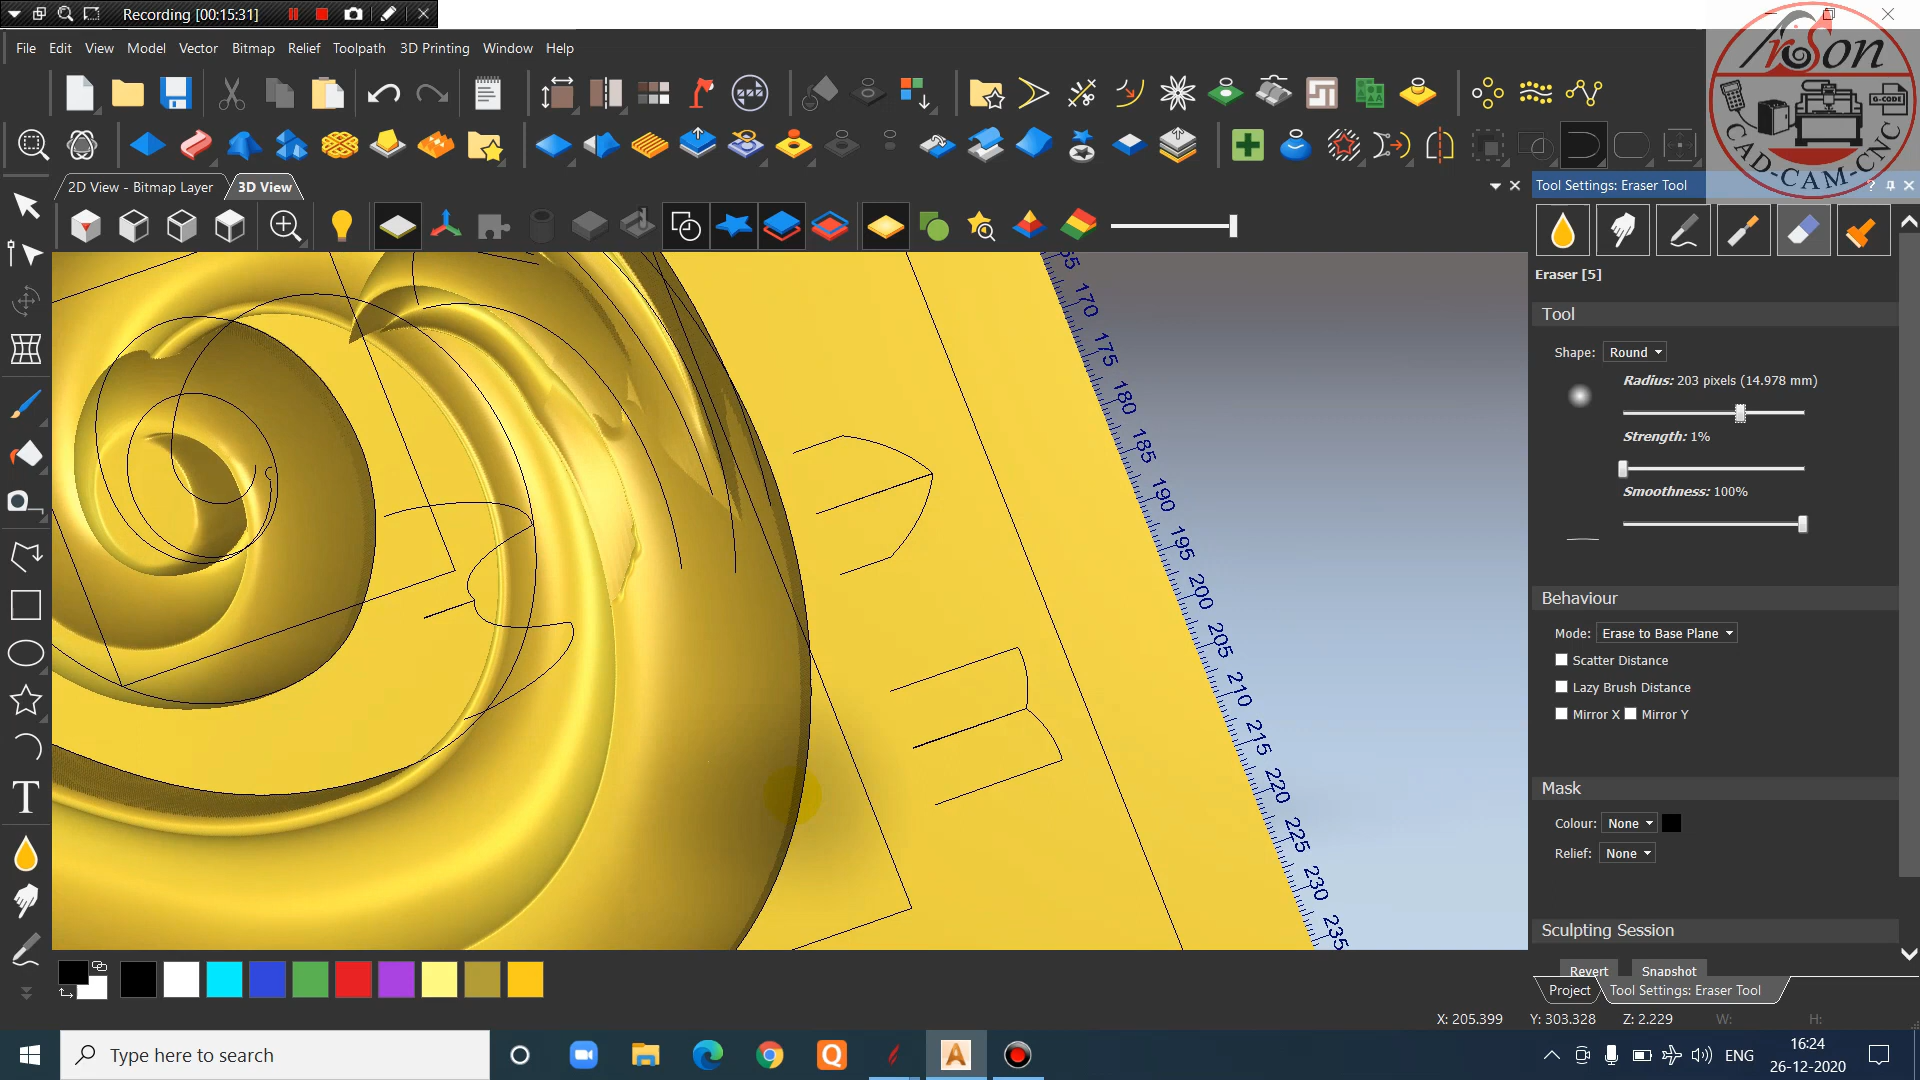 Recording [00:15:31]
File Edit View Model Vector Bitmap Relief Toolpath 3D Printing Window Help
ArSon
G-CODE
CAD-CAM-CNC
2D View - Bitmap Layer
3D View
Tool Settings: Eraser Tool
?
Eraser [5]
Tool
Shape: Round
Radius: 203 pixels (14.978 mm)
Strength: 1%
Smoothness: 100%
Behaviour
Mode: Erase to Base Plane
Scatter Distance
Lazy Brush Distance
Mirror X Mirror Y
Mask
Colour: None
Relief: None
Sculpting Session
Revert Snapshot
Project Tool Settings: Eraser Tool
65
170
175
180
185
190
195
200
205
210
215
220
225
230
235
T
X: 205.399 Y: 303.328 Z: 2.229 W: H:
Type here to search
Q
A
ENG
16:24
26-12-2020